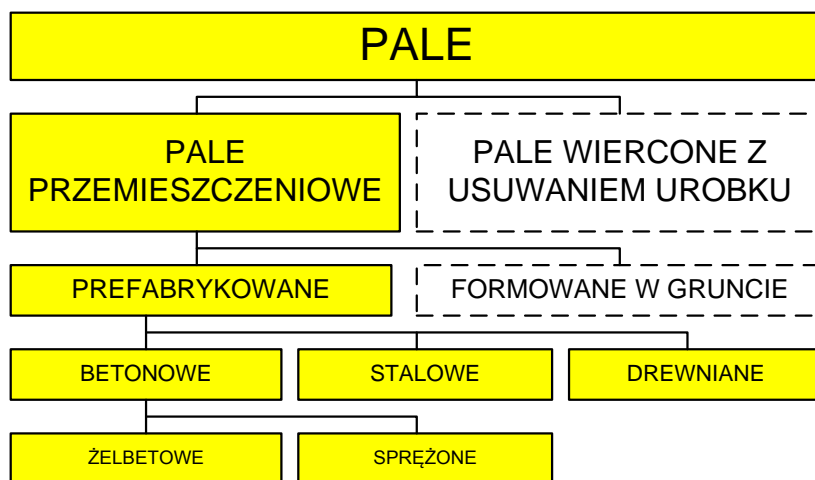 PALE
PALE
PRZEMIESZCZENIOWE
PALE WIERCONE Z
USUWANIEM UROBKU
PREFABRYKOWANE
FORMOWANE W GRUNCIE
BETONOWE
STALOWE
DREWNIANE
ŻELBETOWE
SPRĘŻONE